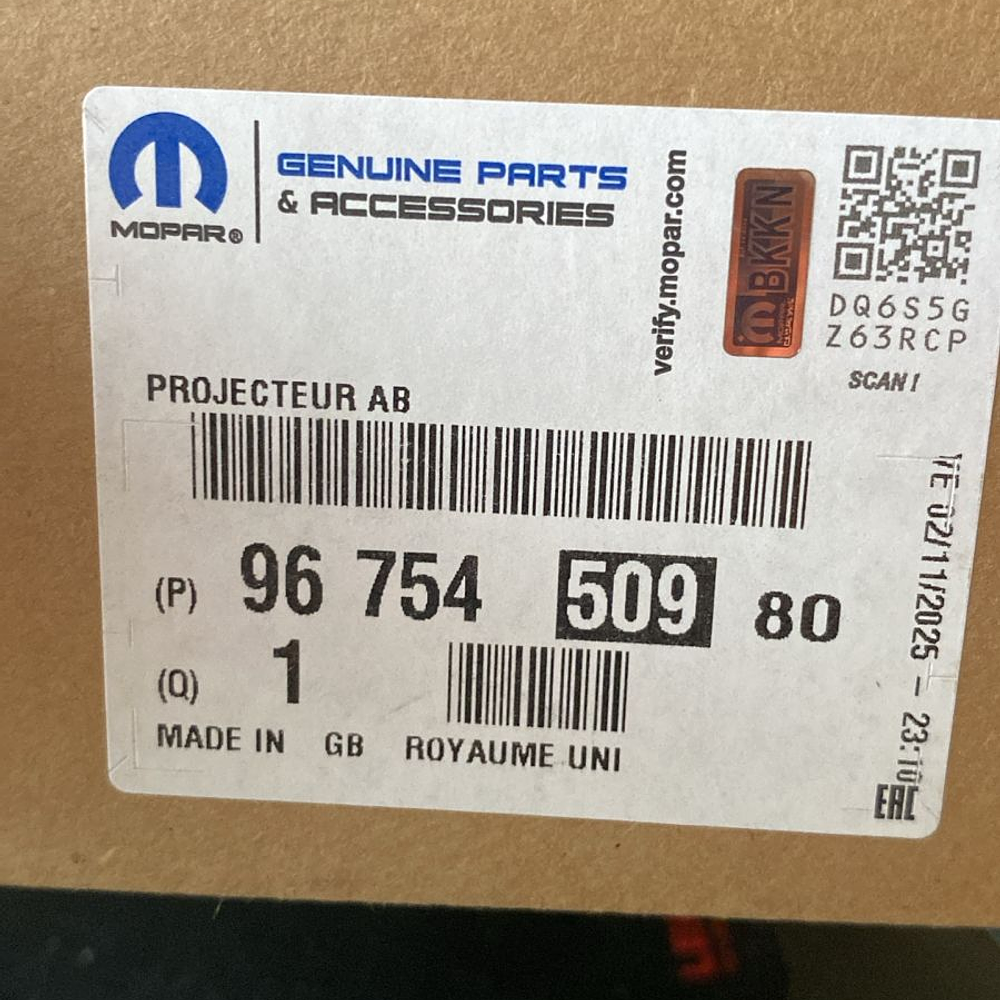 MOPAR®
GENUINE PARTS
& ACCESSORIES
verify.mopar.com
BKKN
DQ6S5G
Z63RCP
SCAN!
PROJECTEUR AB
(P) 96 754 509 80
(Q) 1
MADE IN GB ROYAUME UNI
VE 02/11/2025 - 23:10
EAC